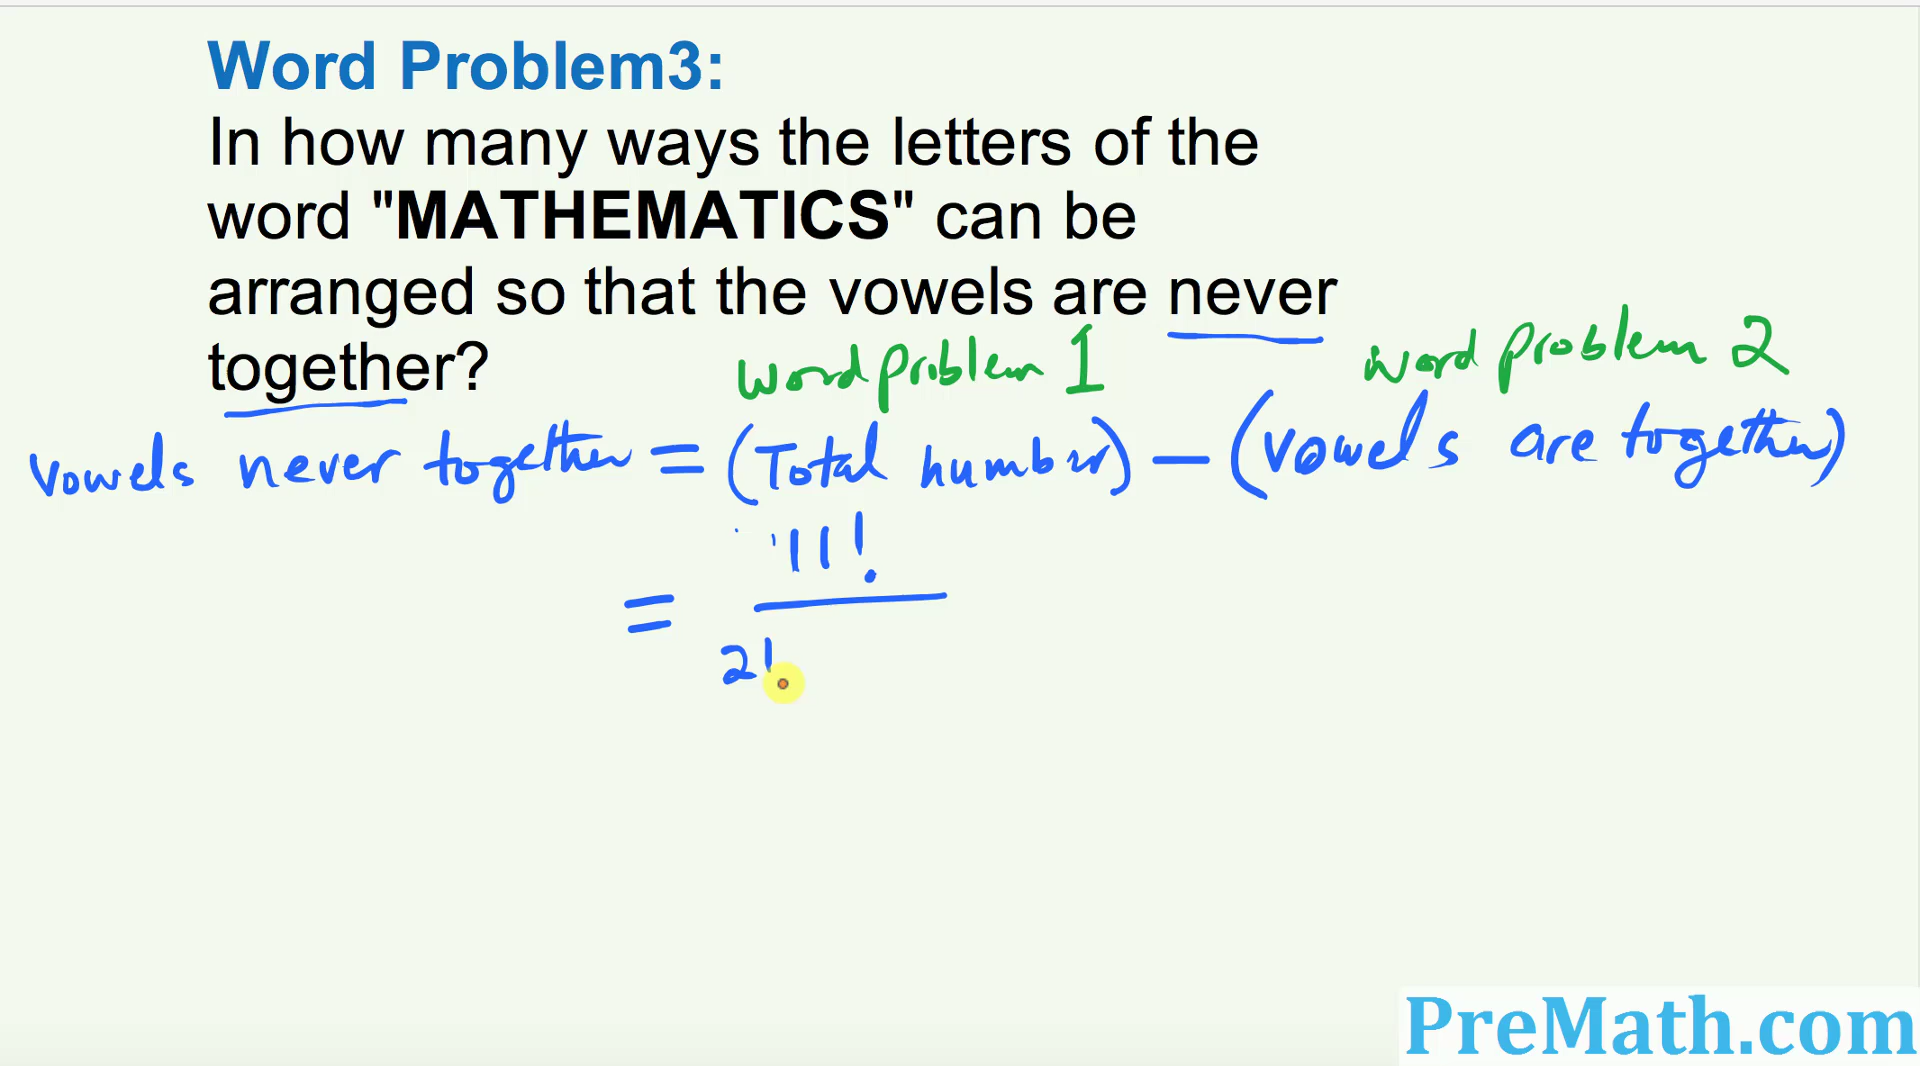 Word Problem3:
In how many ways the letters of the
word "MATHEMATICS" can be
arranged so that the vowels are never
together?
word problem 1
word problem 2
vowels never together = (Total number) — (vowels are together)
= 11!
2!
PreMath.com